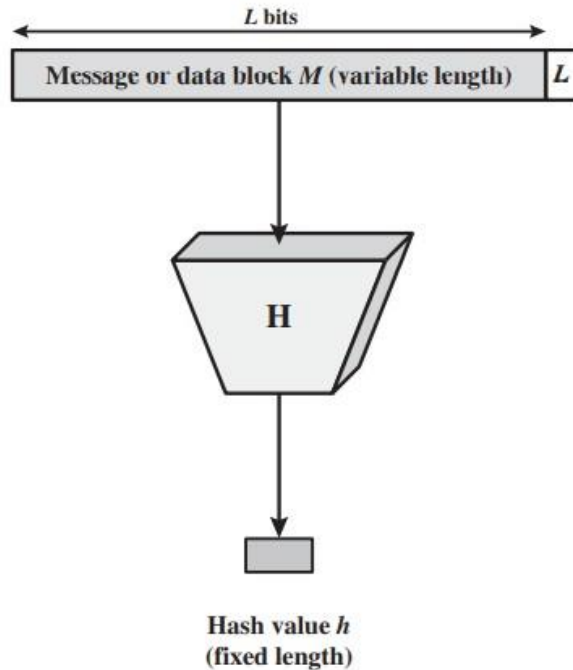 L bits
Message or data block M (variable length) L
H
Hash value h
(fixed length)